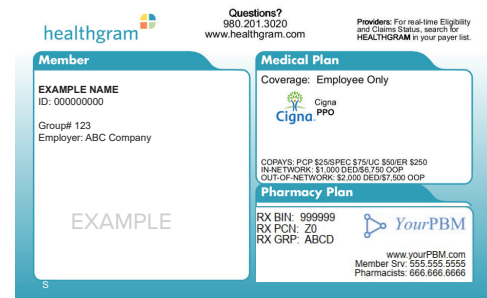 healthgram
Questions?
980.201.3020
www.healthgram.com
Providers: For real-time Eligibility
and Claims Status, search for
HEALTHGRAM in your payer list.
Member
EXAMPLE NAME
ID: 000000000
Group# 123
Employer: ABC Company
EXAMPLE
S
Medical Plan
Coverage: Employee Only
Cigna.
Cigna
PPO
COPAYS: PCP $25/SPEC $75/UC $50/ER $250
IN-NETWORK: $1,000 DED/$6,750 OOP
OUT-OF-NETWORK: $2,000 DED/$7,500 OOP
Pharmacy Plan
RX BIN: 999999
RX PCN: Z0
RX GRP: ABCD
YourPBM
www.yourPBM.com
Member Srv: 555.555.5555
Pharmacists: 666.666.6666